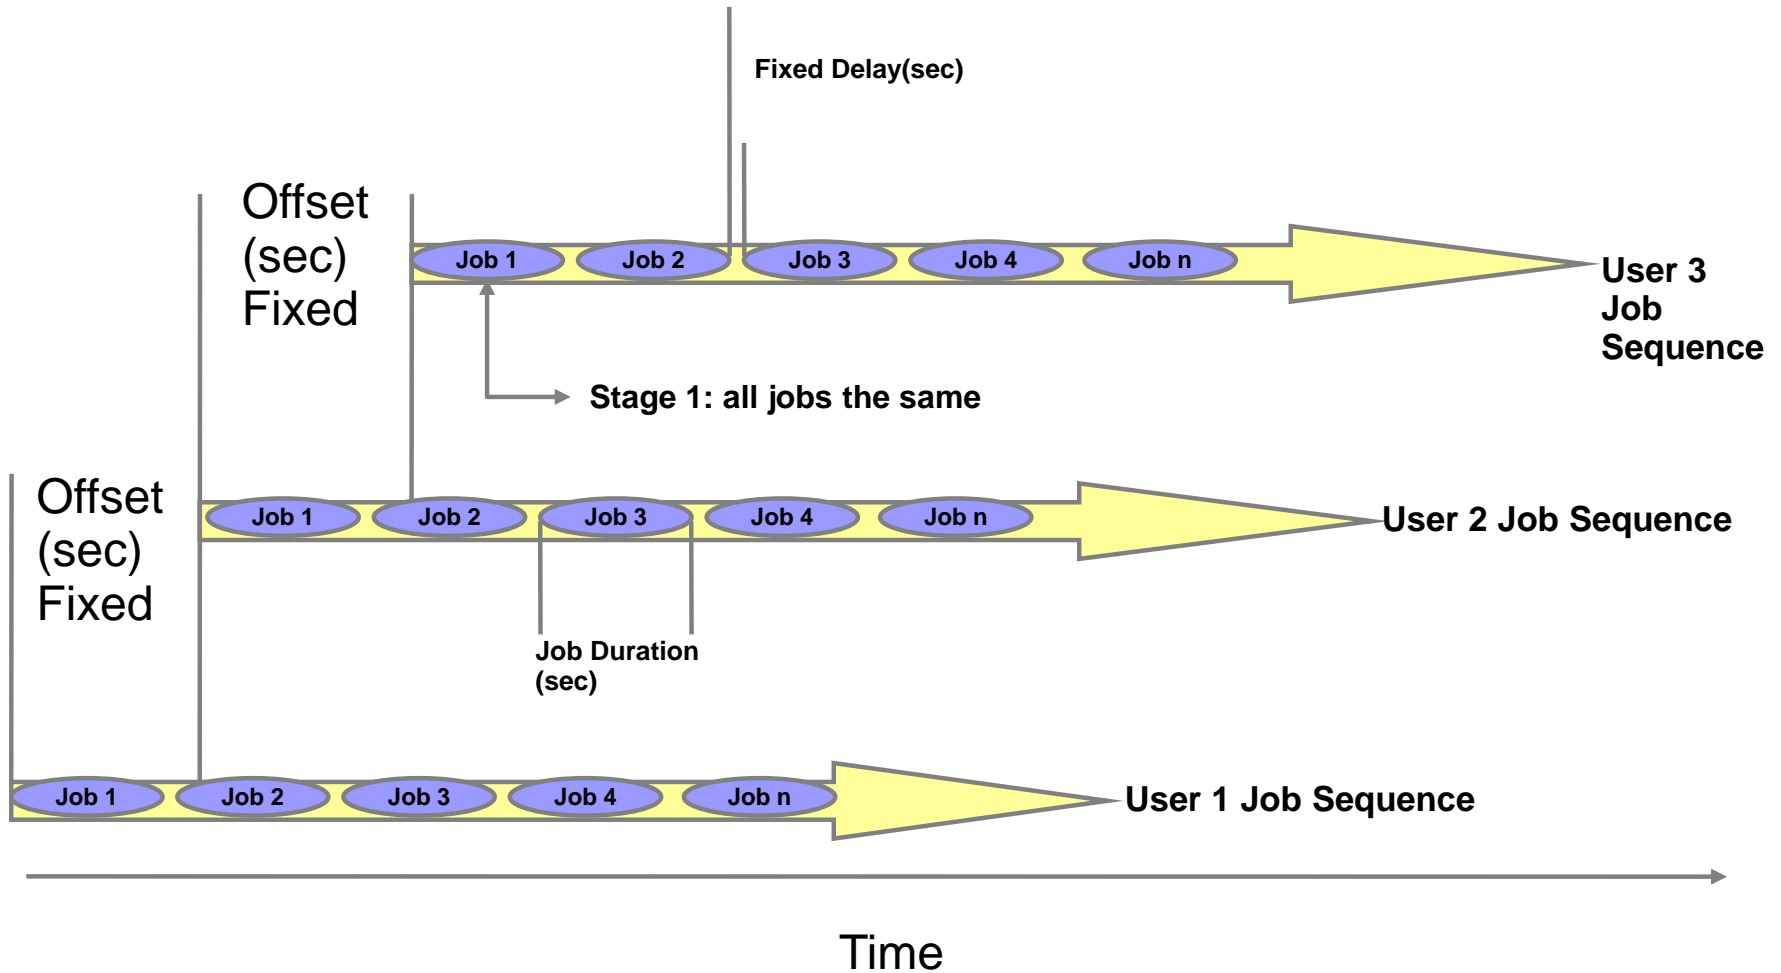 Fixed Delay(sec)
Offset
(sec)
Fixed
Job 1
Job 2
Job 3
Job 4
Job n
User 3
Job
Sequence
Stage 1: all jobs the same
Offset
(sec)
Fixed
Job 1
Job 2
Job 3
Job 4
Job n
User 2 Job Sequence
Job Duration
(sec)
Job 1
Job 2
Job 3
Job 4
Job n
User 1 Job Sequence
Time